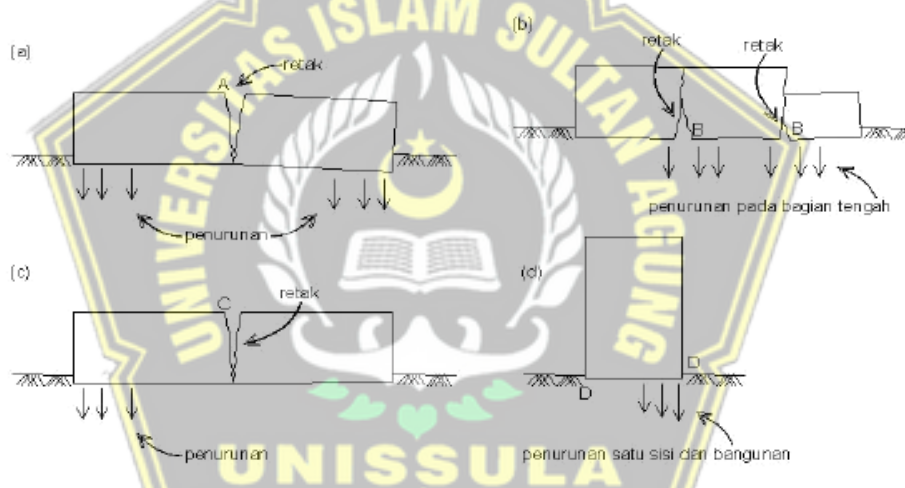 (a)
retak
A
penurunan
(b)
retak
retak
B
B
penurunan pada bagian tengah
(c)
retak
C
penurunan
(d)
D
D
penurunan satu sisi dari bangunan
UNIVERSITAS ISLAM SULTAN AGUNG
UNISSULA